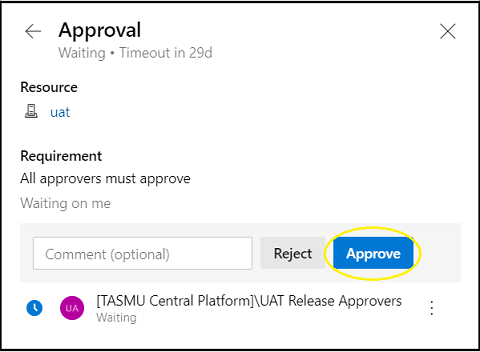 Approval
Waiting • Timeout in 29d
Resource
uat
Requirement
All approvers must approve
Waiting on me
Comment (optional) Reject Approve
UA [TASMU Central Platform]\UAT Release Approvers
Waiting